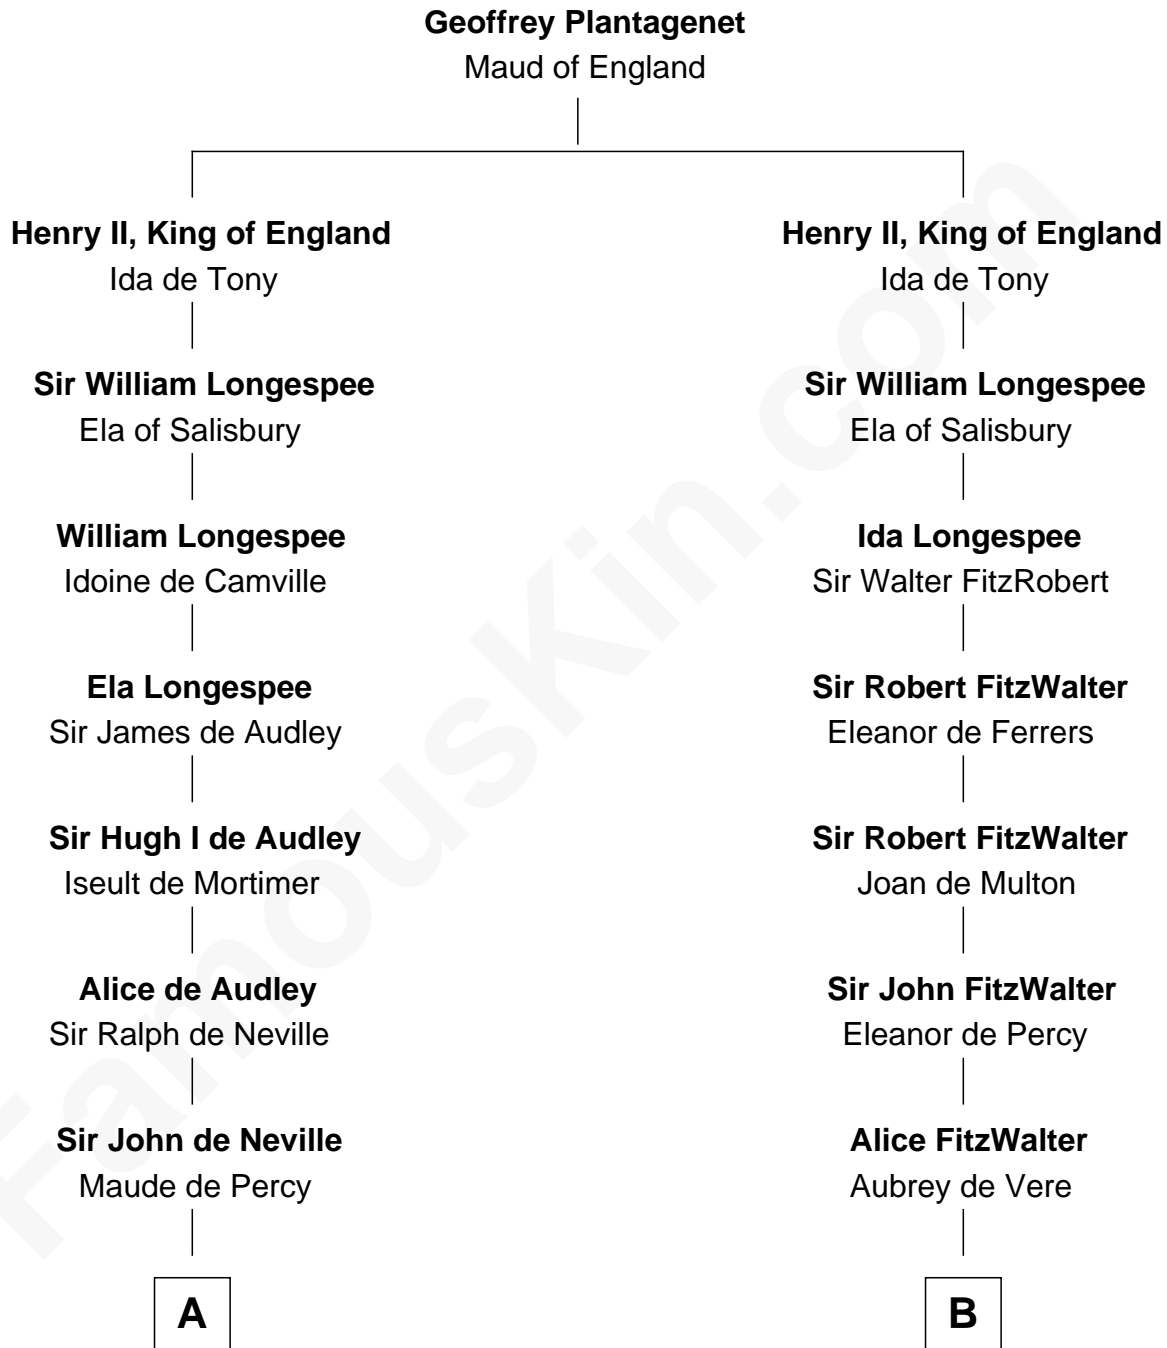 Geoffrey Plantagenet
Maud of England
Henry II, King of England
Ida de Tony
Sir William Longespee
Ela of Salisbury
William Longespee
Idoine de Camville
Ela Longespee
Sir James de Audley
Sir Hugh I de Audley
Iseult de Mortimer
Alice de Audley
Sir Ralph de Neville
Sir John de Neville
Maude de Percy
A
Henry II, King of England
Ida de Tony
Sir William Longespee
Ela of Salisbury
Ida Longespee
Sir Walter FitzRobert
Sir Robert FitzWalter
Eleanor de Ferrers
Sir Robert FitzWalter
Joan de Multon
Sir John FitzWalter
Eleanor de Percy
Alice FitzWalter
Aubrey de Vere
B
FamousKin.com